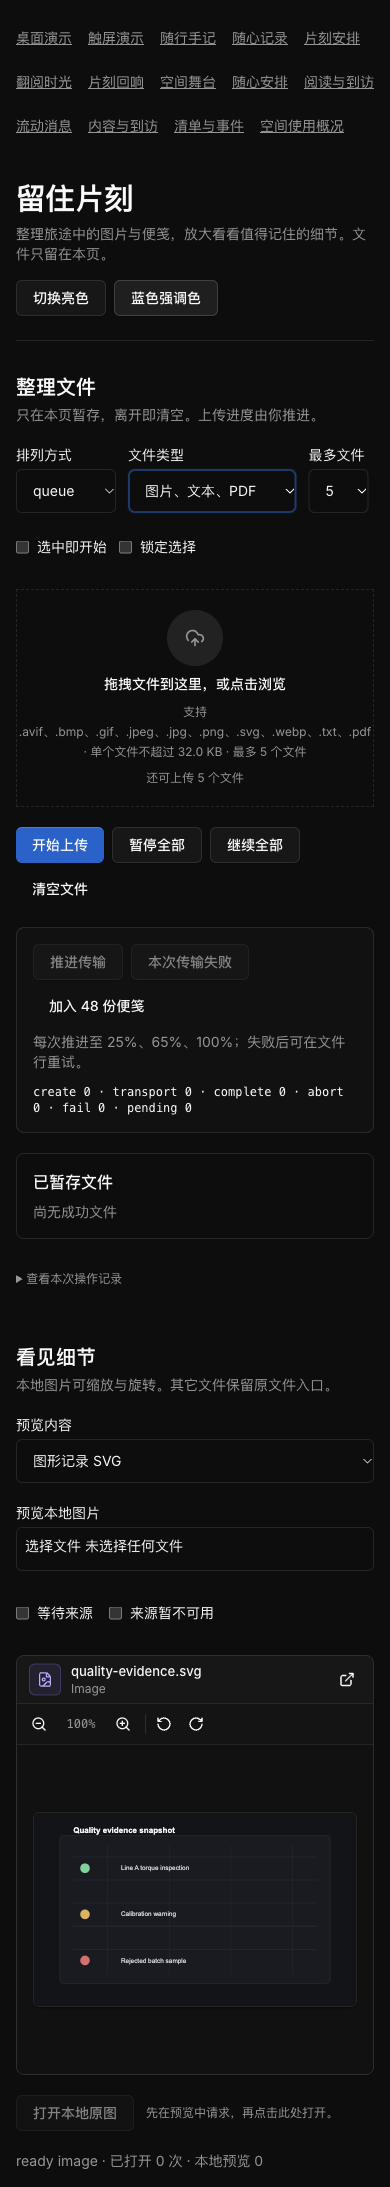 桌面演示 触屏演示 随行手记 随心记录 片刻安排
翻阅时光 片刻回响 空间舞台 随心安排 阅读与到访
流动消息 内容与到访 清单与事件 空间使用概况
留住片刻
整理旅途中的图片与便笺，放大看看值得记住的细节。文
件只留在本页。
切换亮色 蓝色强调色
整理文件
只在本页暂存，离开即清空。上传进度由你推进。
排列方式 文件类型 最多文件
queue 图片、文本、PDF 5
选中即开始 锁定选择
拖拽文件到这里，或点击浏览
支持
.avif、.bmp、.gif、.jpeg、.jpg、.png、.svg、.webp、.txt、.pdf
· 单个文件不超过 32.0 KB · 最多 5 个文件
还可上传 5 个文件
开始上传 暂停全部 继续全部
清空文件
推进传输 本次传输失败
加入 48 份便笺
每次推进至 25%、65%、100%；失败后可在文件
行重试。
create 0 · transport 0 · complete 0 · abort
0 · fail 0 · pending 0
已暂存文件
尚无成功文件
查看本次操作记录
看见细节
本地图片可缩放与旋转。其它文件保留原文件入口。
预览内容
图形记录 SVG
预览本地图片
选择文件 未选择任何文件
等待来源 来源暂不可用
quality-evidence.svg
Image
100%
Quality evidence snapshot
Line A torque inspection
Calibration warning
Rejected batch sample
打开本地原图 先在预览中请求，再点击此处打开。
ready image · 已打开 0 次 · 本地预览 0